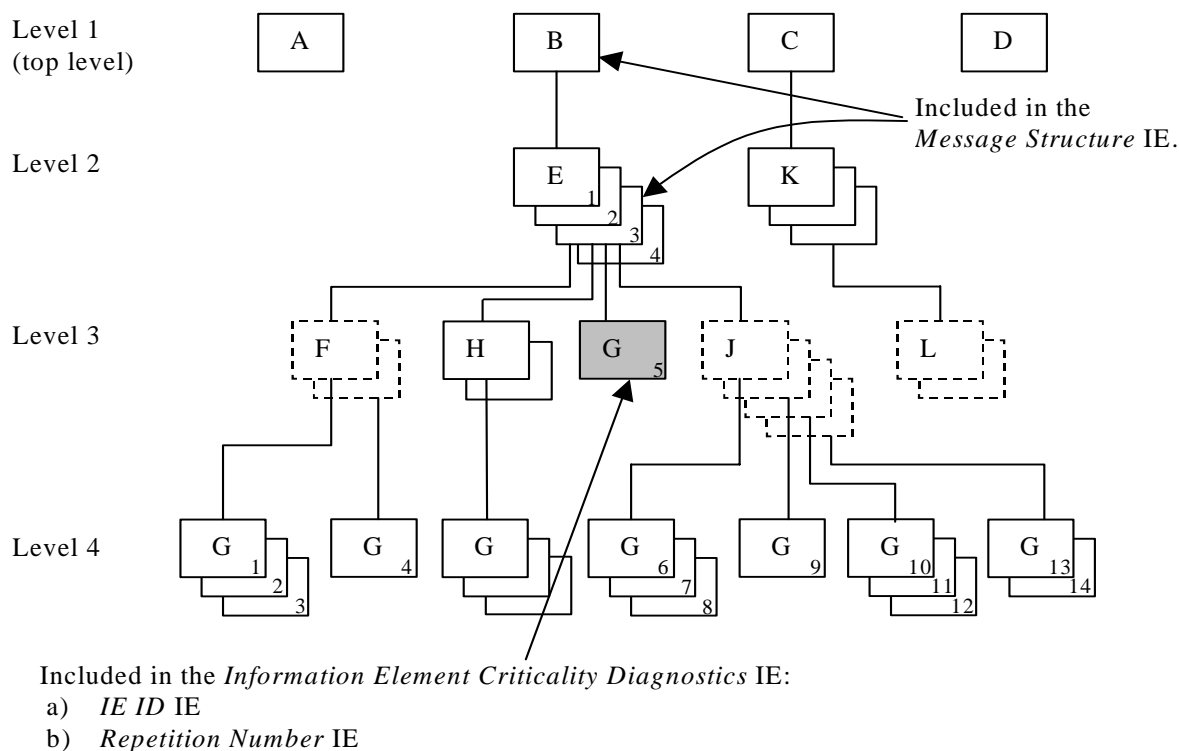 Level 1
(top level)
A
B
C
D
Included in the
Message Structure IE.
Level 2
E
1
2
3
4
K
Level 3
F
H
G
5
J
L
Level 4
G
1
2
3
G
4
G
G
6
7
8
G
9
G
10
11
12
G
13
14
Included in the Information Element Criticality Diagnostics IE:
a) IE ID IE
b) Repetition Number IE